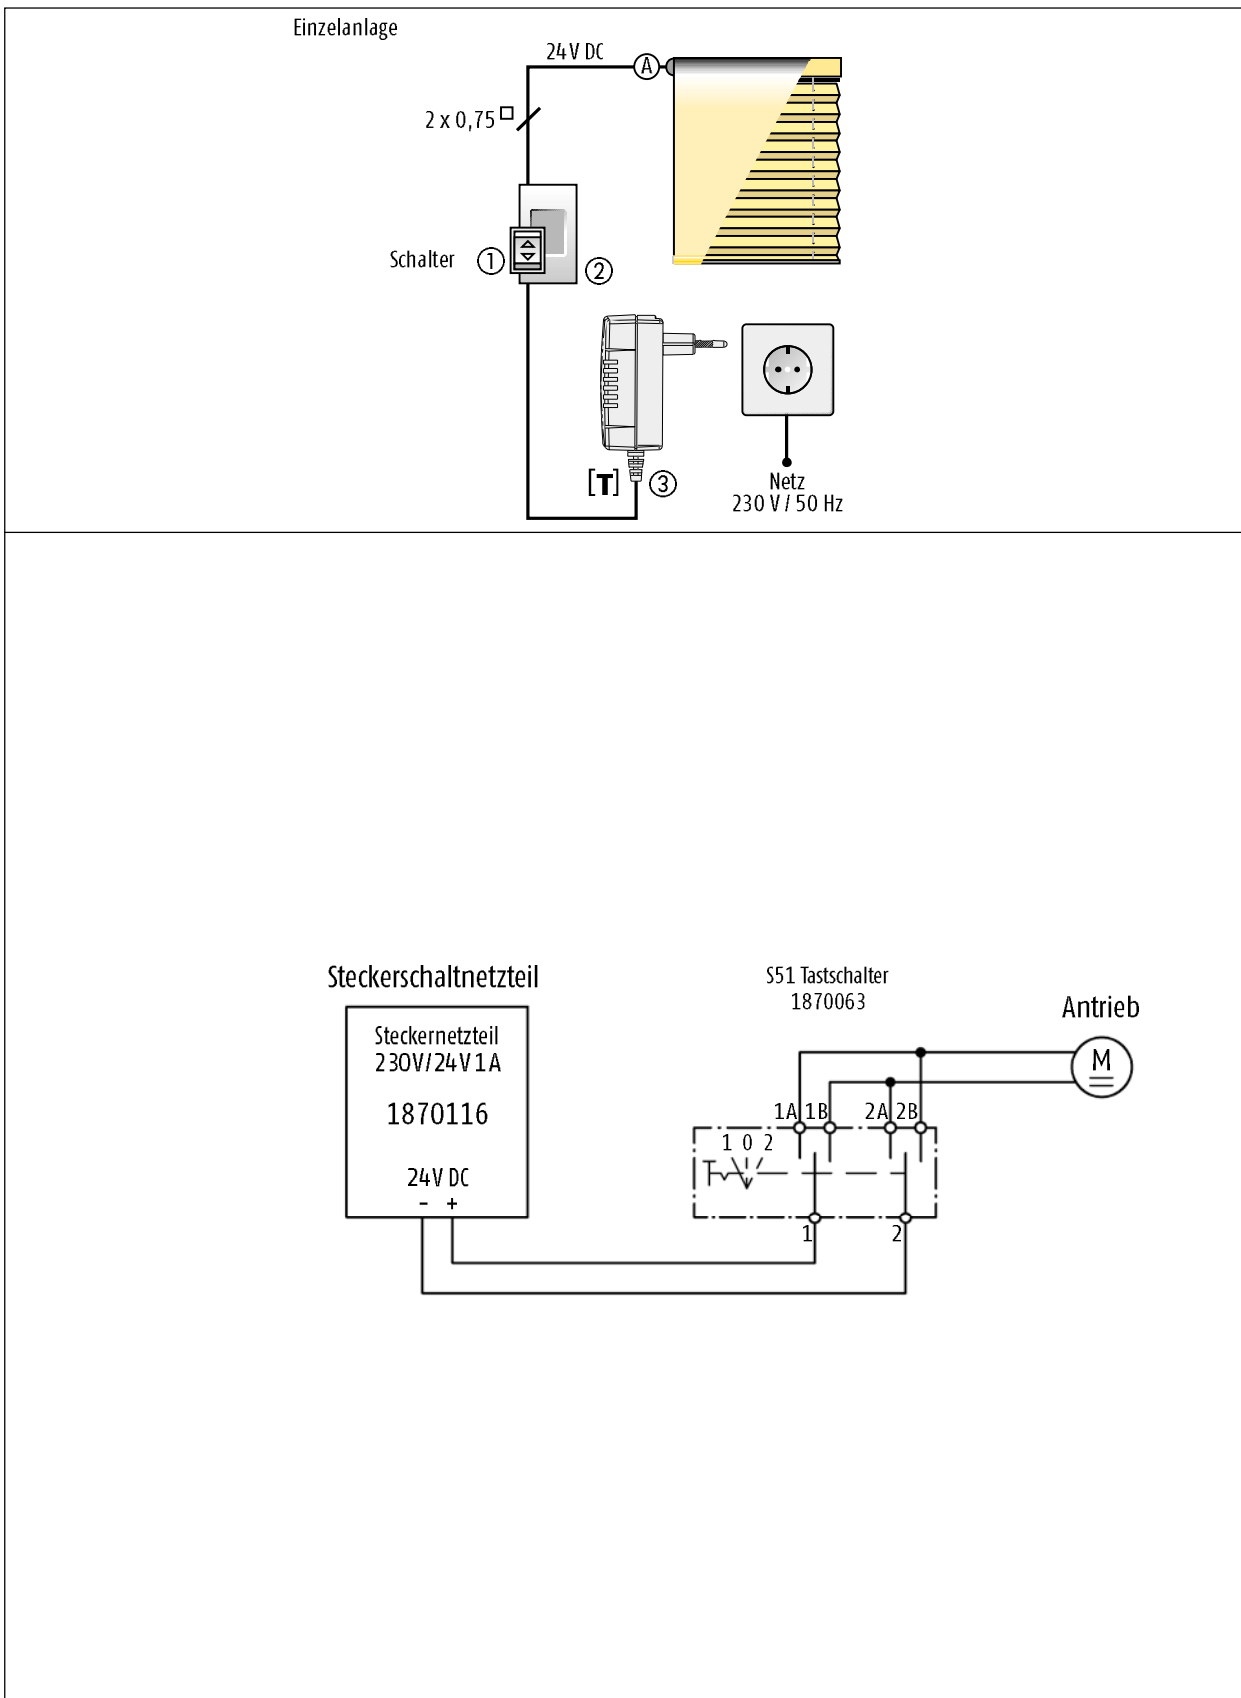 Einzelanlage
24V DC
A
2 x 0,75
Schalter
1
2
[T]
3
Netz
230 V / 50 Hz
Steckerschaltnetzteil
S51 Tastschalter
1870063
Antrieb
Steckernetzteil
230V/24V 1A
1870116
24V DC
- +
M
1A 1B 2A 2B
1 0 2
1 2